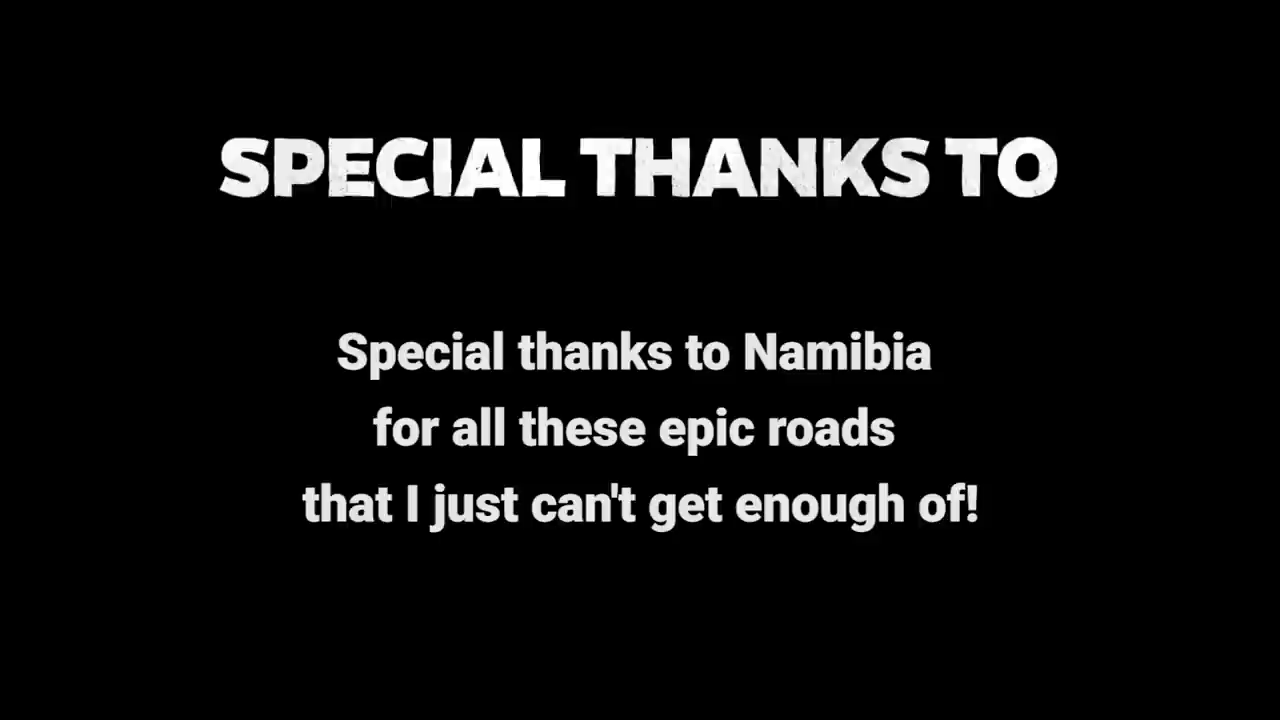 SPECIAL THANKS TO
Special thanks to Namibia
for all these epic roads
that I just can't get enough of!